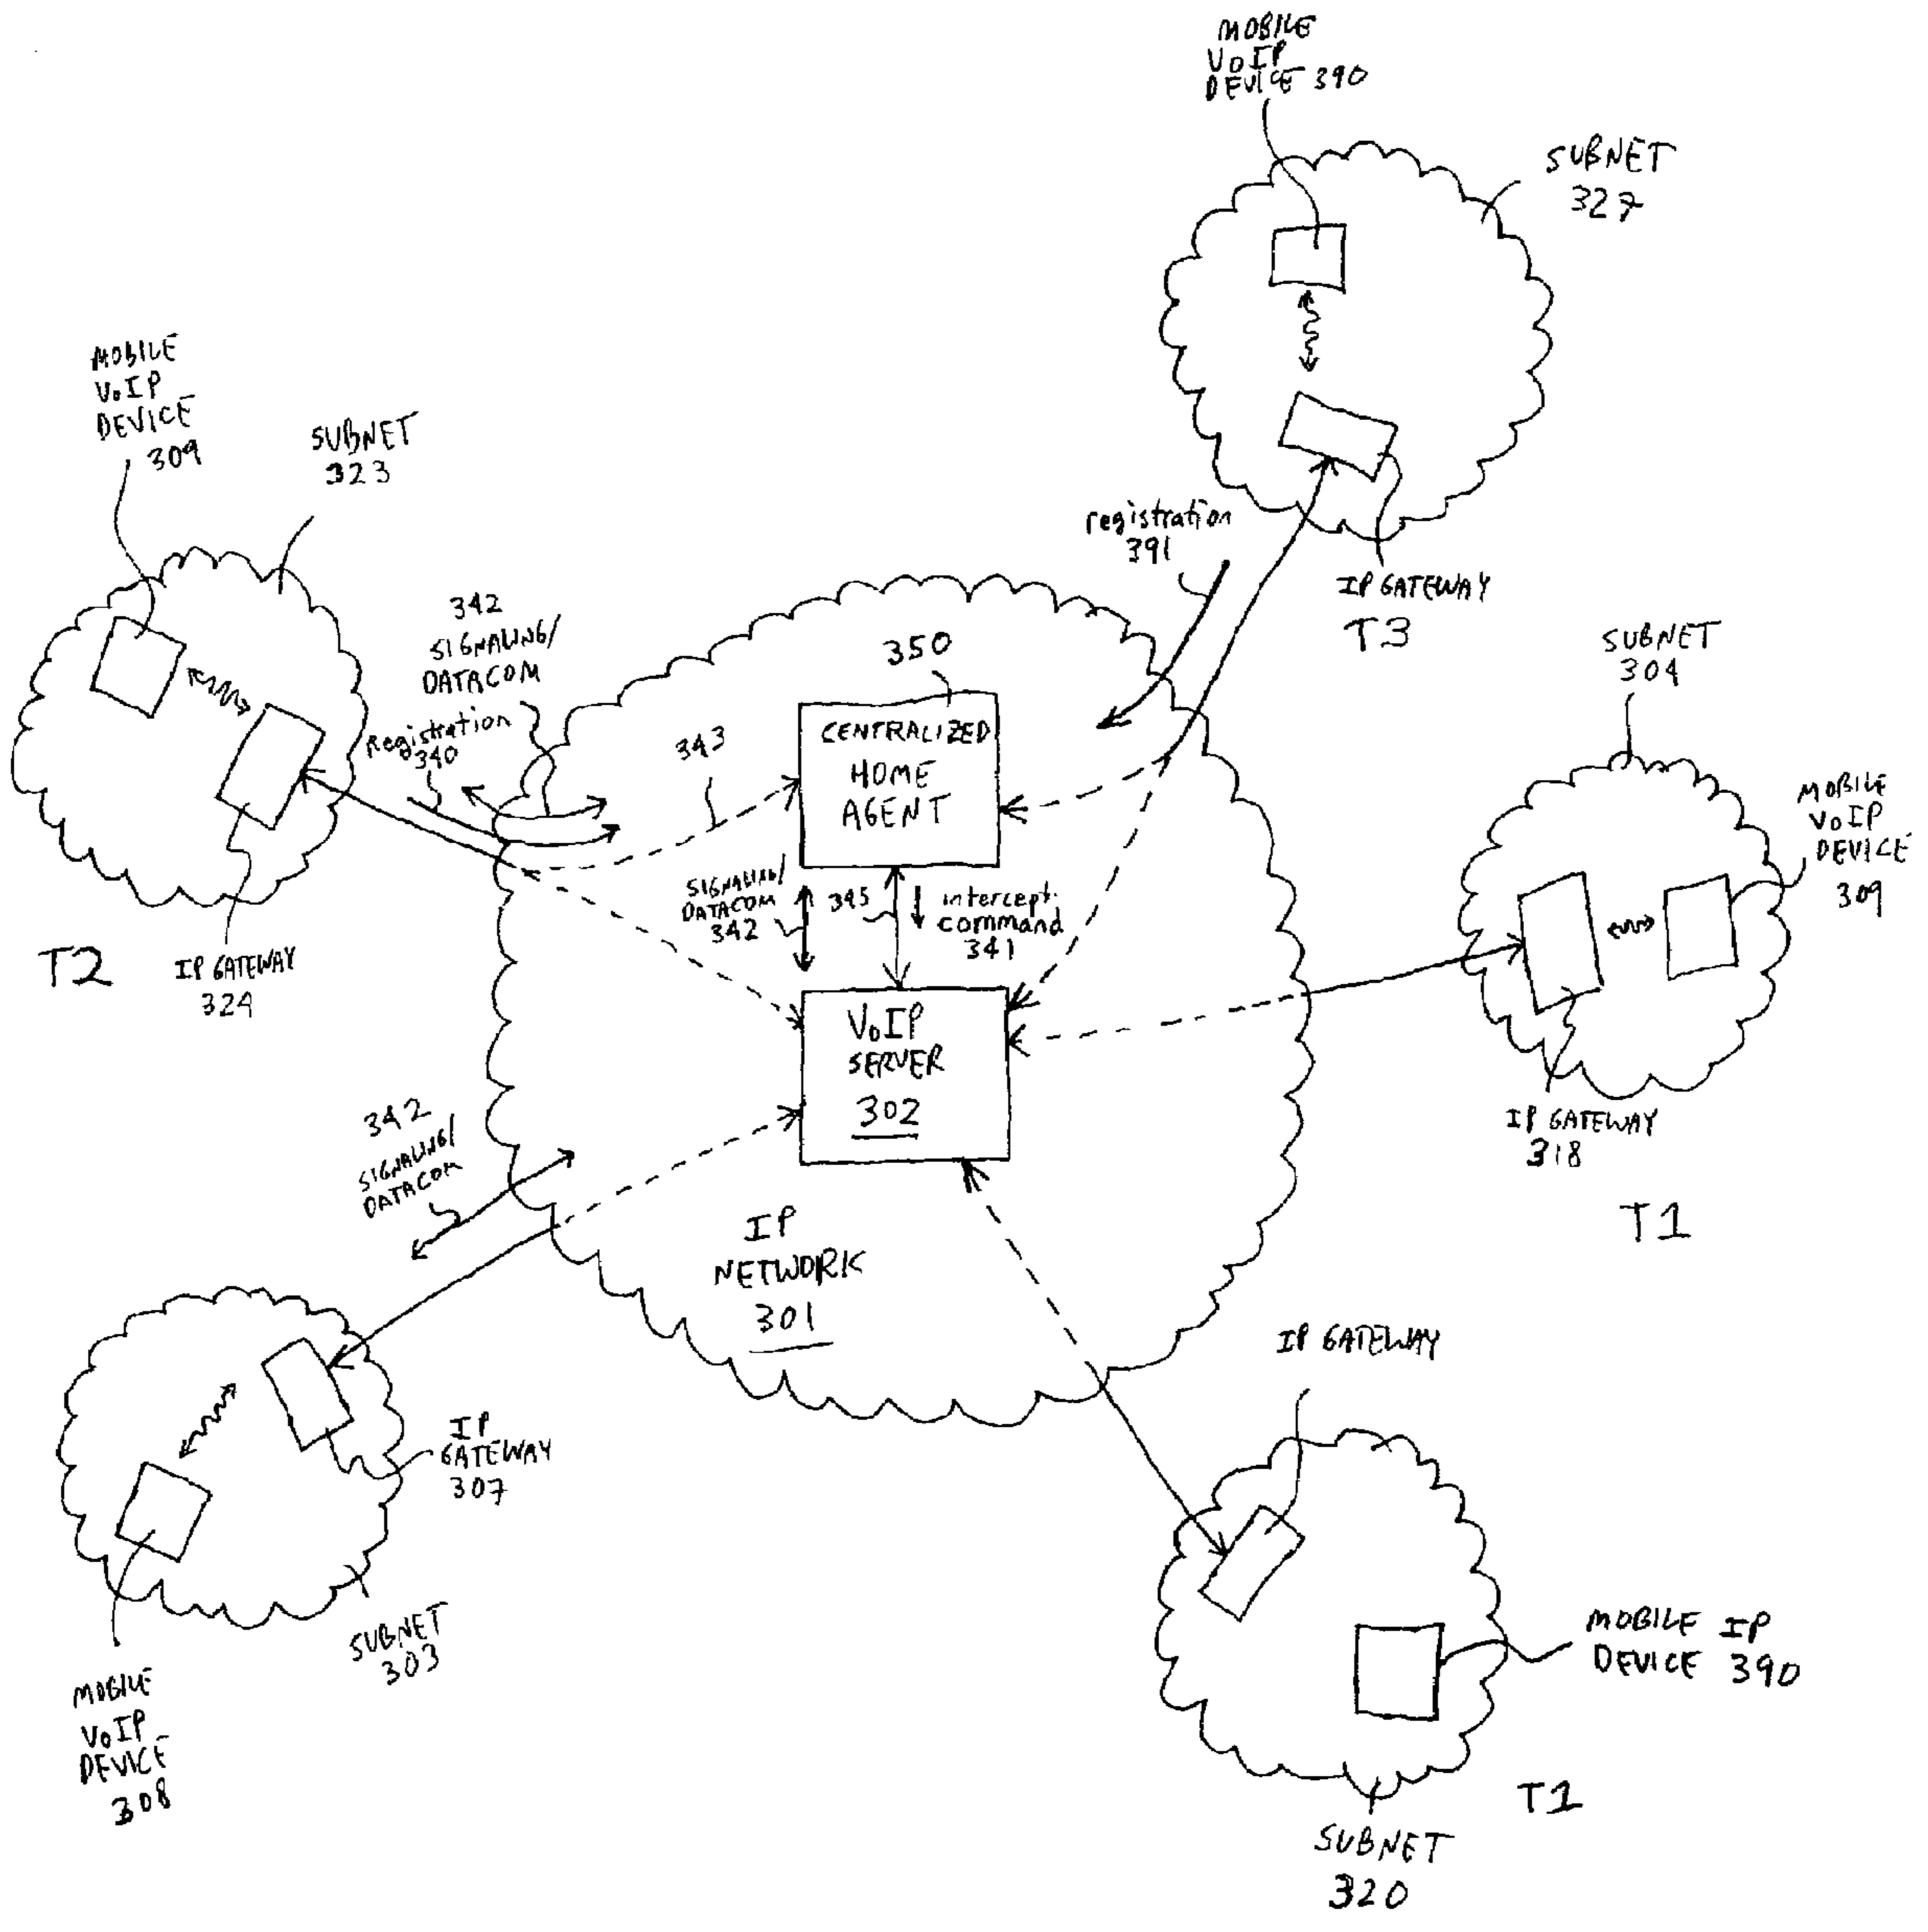 MOBILE
VoIP
DEVICE 390
SUBNET
327
registration
391
IP GATEWAY
T3
MOBILE
VoIP
DEVICE
309
SUBNET
323
342
SIGNALING/
DATACOM
Registration
340
T2
IP GATEWAY
324
343
350
CENTRALIZED
HOME
AGENT
SIGNALING/
DATACOM
342
345
intercept
command
341
VoIP
SERVER
302
SUBNET
304
MOBILE
VoIP
DEVICE
309
IP GATEWAY
318
T1
342
SIGNALING/
DATACOM
IP
NETWORK
301
IP
GATEWAY
307
SUBNET
303
MOBILE
VoIP
DEVICE
308
IP GATEWAY
MOBILE IP
DEVICE 390
T1
SUBNET
320